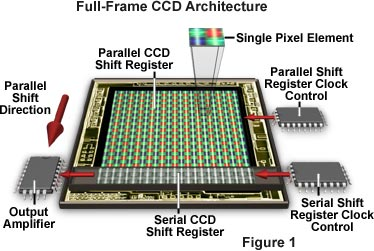 Full-Frame CCD Architecture
Single Pixel Element
Parallel CCD
Shift Register
Parallel
Shift
Direction
Parallel Shift
Register Clock
Control
Output
Amplifier
Serial CCD
Shift Register
Serial Shift
Register Clock
Control
Figure 1